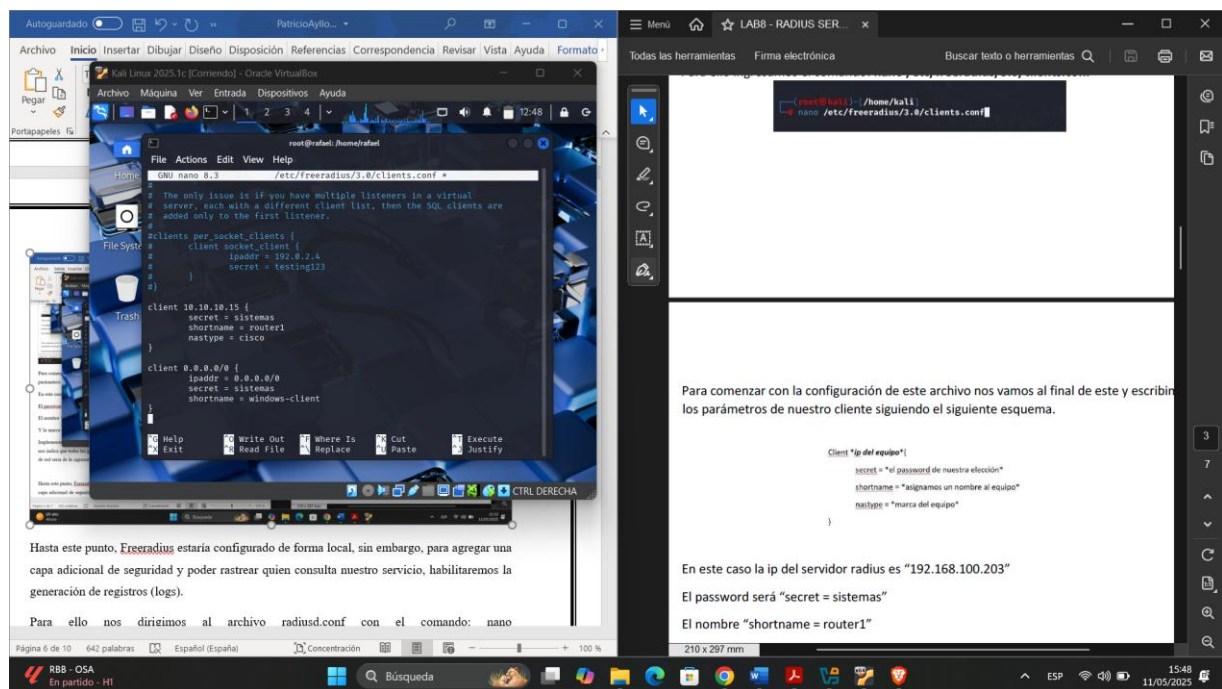 Autoguardado
PatricioAyllo...
Archivo Inicio Insertar Dibujar Diseño Disposición Referencias Correspondencia Revisar Vista Ayuda Formato
Pegar
Portapapeles
Kali Linux 2025.1c [Corriendo] - Oracle VirtualBox
Archivo Máquina Ver Entrada Dispositivos Ayuda
1 2 3 4
12:48
Home
File Syste
Trash
root@rafael: /home/rafael
File Actions Edit View Help
GNU nano 8.3 /etc/freeradius/3.0/clients.conf *
#
# The only issue is if you have multiple listeners in a virtual
# server, each with a different client list, then the SQL clients are
# added only to the first listener.
#
#clients per_socket_clients {
# client socket_client {
# ipaddr = 192.0.2.4
# secret = testing123
# }
#}
client 10.10.10.15 {
secret = sistemas
shortname = router1
nastype = cisco
}
client 0.0.0.0/0 {
ipaddr = 0.0.0.0/0
secret = sistemas
shortname = windows-client
}
^G Help ^O Write Out ^F Where Is ^K Cut ^T Execute
^X Exit ^R Read File ^\ Replace ^U Paste ^J Justify
CTRL DERECHA
Hasta este punto, Freeradius estaría configurado de forma local, sin embargo, para agregar una
capa adicional de seguridad y poder rastrear quien consulta nuestro servicio, habilitaremos la
generación de registros (logs).
Para ello nos dirigimos al archivo radiusd.conf con el comando: nano
Página 6 de 10 642 palabras Español (España) Concentración 100 %
Menú LAB8 - RADIUS SER...
Todas las herramientas Firma electrónica Buscar texto o herramientas
(root@kali)-[/home/kali]
# nano /etc/freeradius/3.0/clients.conf
Para comenzar con la configuración de este archivo nos vamos al final de este y escribin
los parámetros de nuestro cliente siguiendo el siguiente esquema.
Client *ip del equipo*{
secret = *el password de nuestra elección*
shortname = *asignamos un nombre al equipo*
nastype = *marca del equipo*
}
En este caso la ip del servidor radius es “192.168.100.203”
El password será “secret = sistemas”
El nombre “shortname = router1”
210 x 297 mm
3
7
RBB - OSA
En partido - H1
Búsqueda
ESP
15:48
11/05/2025